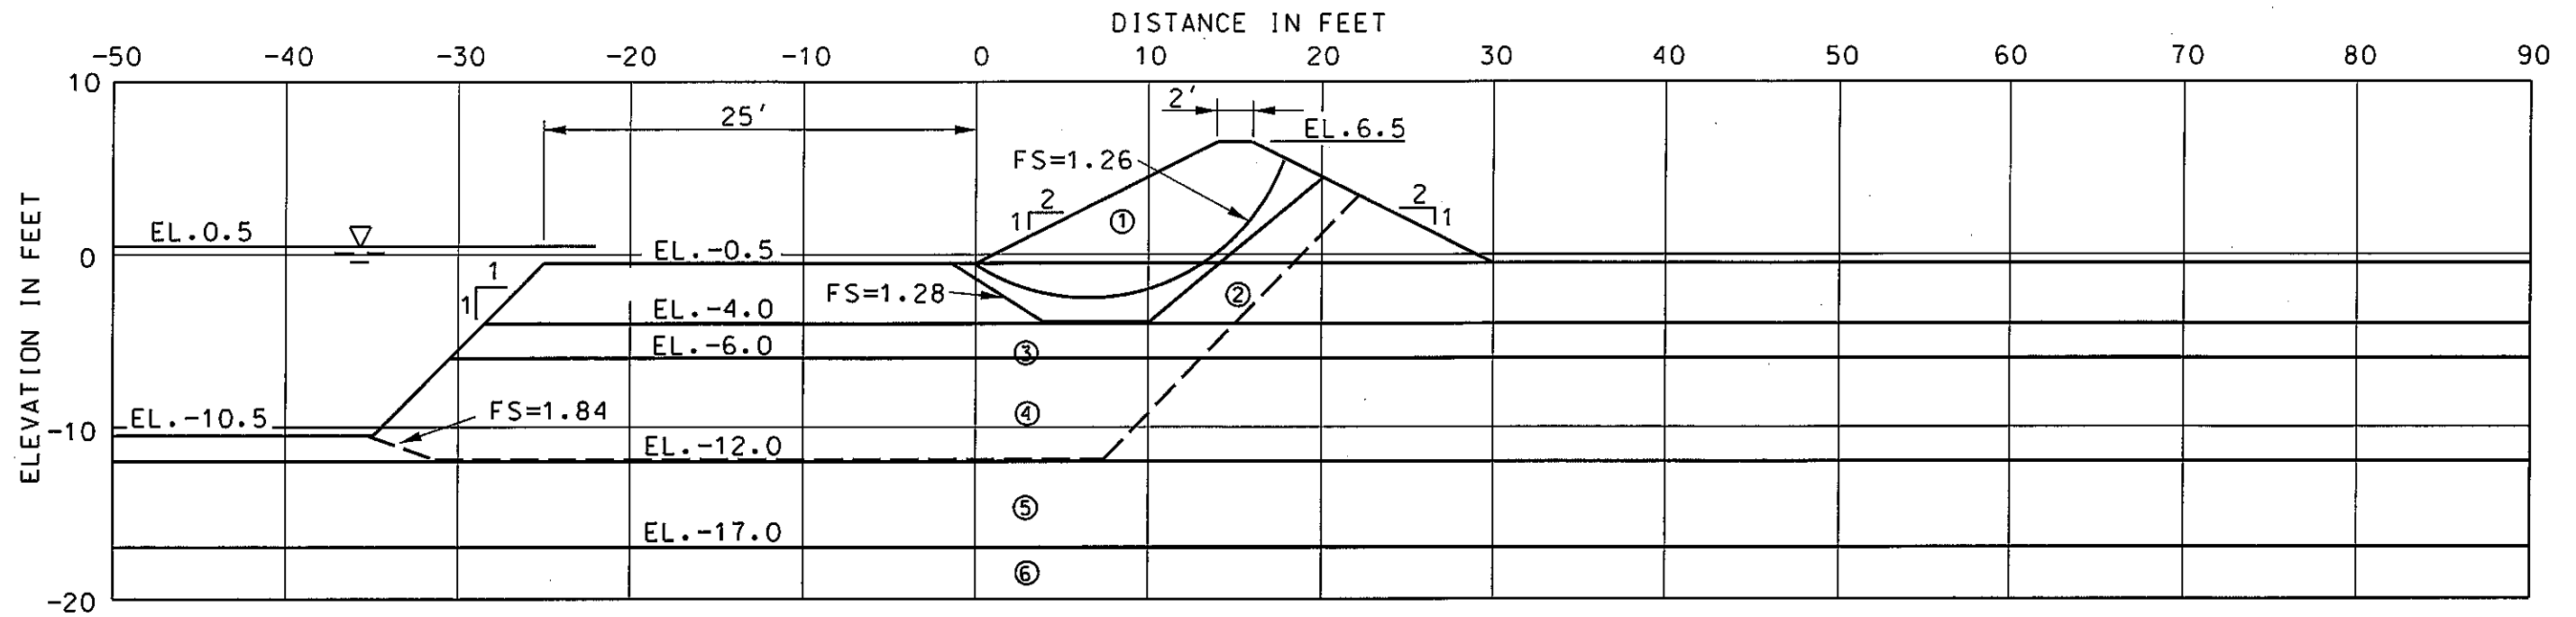 DISTANCE IN FEET
-50 -40 -30 -20 -10 0 10 20 30 40 50 60 70 80 90
10
2'
25'
EL.6.5
FS=1.26
2
1
2
1
①
EL.0.5
EL.-0.5
0
1
1
FS=1.28
②
EL.-4.0
EL.-6.0
③
FS=1.84
④
EL.-10.5
-10
EL.-12.0
⑤
EL.-17.0
⑥
-20
ELEVATION IN FEET